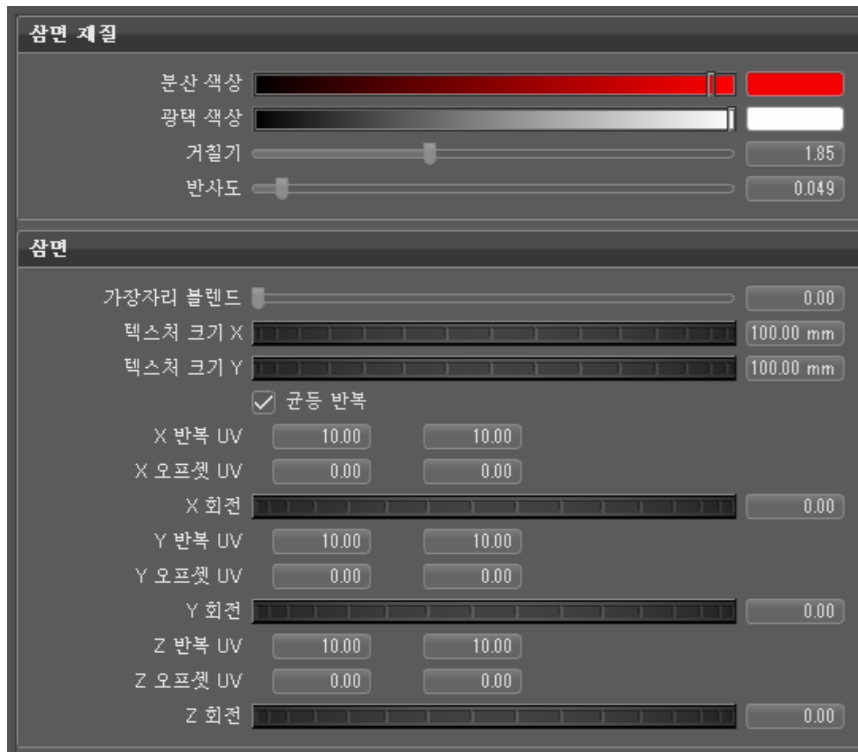 삼면 재질
분산 색상
광택 색상
거칠기 1.85
반사도 0.049
삼면
가장자리 블렌드 0.00
텍스처 크기 X 100.00 mm
텍스처 크기 Y 100.00 mm
균등 반복
X 반복 UV 10.00 10.00
X 오프셋 UV 0.00 0.00
X 회전 0.00
Y 반복 UV 10.00 10.00
Y 오프셋 UV 0.00 0.00
Y 회전 0.00
Z 반복 UV 10.00 10.00
Z 오프셋 UV 0.00 0.00
Z 회전 0.00